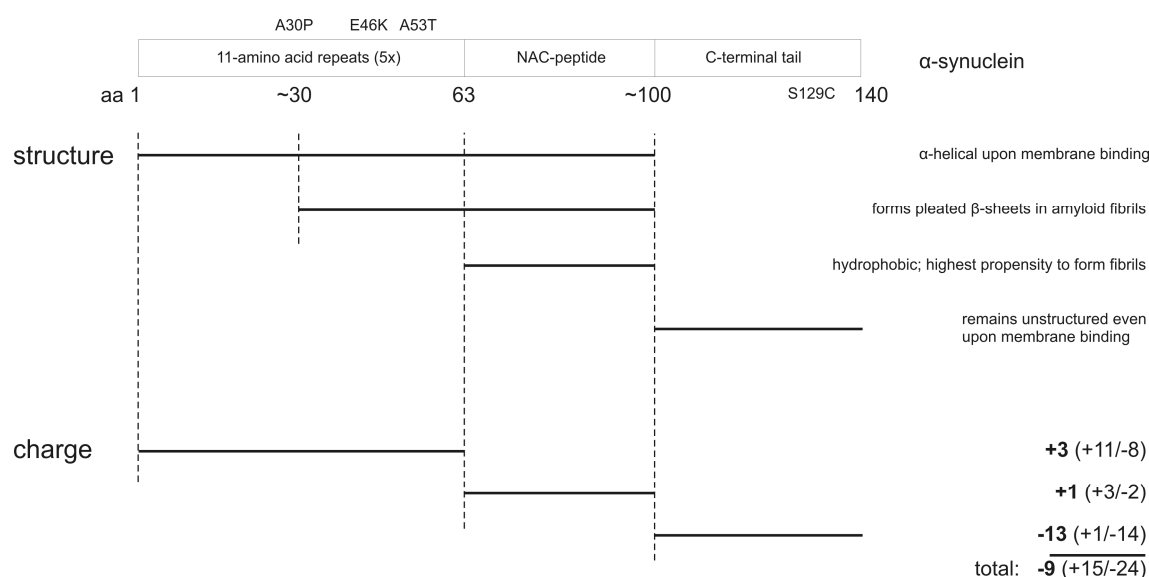 A30P E46K A53T
11-amino acid repeats (5x) NAC-peptide C-terminal tail α-synuclein
aa 1 ~30 63 ~100 S129C 140
structure α-helical upon membrane binding
forms pleated β-sheets in amyloid fibrils
hydrophobic; highest propensity to form fibrils
remains unstructured even
upon membrane binding
charge +3 (+11/-8)
+1 (+3/-2)
-13 (+1/-14)
total: -9 (+15/-24)